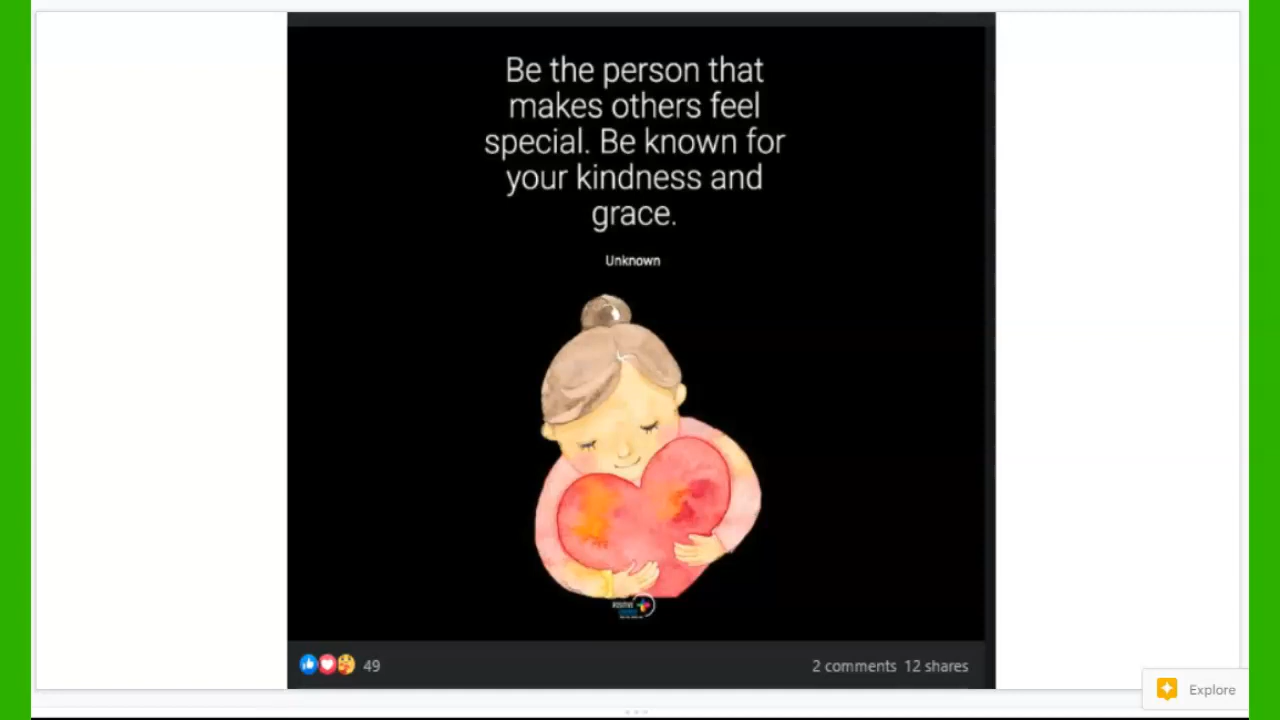 Be the person that
makes others feel
special. Be known for
your kindness and
grace.
Unknown
49
2 comments 12 shares
Explore